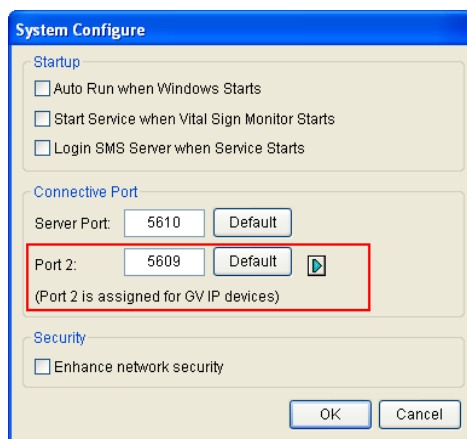 System Configure
Startup
Auto Run when Windows Starts
Start Service when Vital Sign Monitor Starts
Login SMS Server when Service Starts
Connective Port
Server Port: 5610 Default
Port 2: 5609 Default
(Port 2 is assigned for GV IP devices)
Security
Enhance network security
OK Cancel